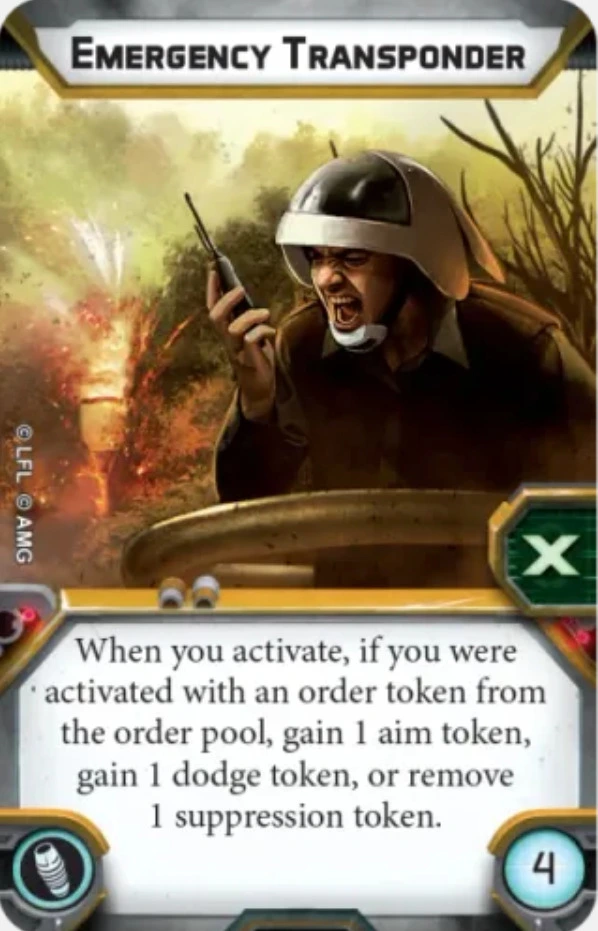 Emergency Transponder
© LFL © AMG
X
When you activate, if you were
activated with an order token from
the order pool, gain 1 aim token,
gain 1 dodge token, or remove
1 suppression token.
4